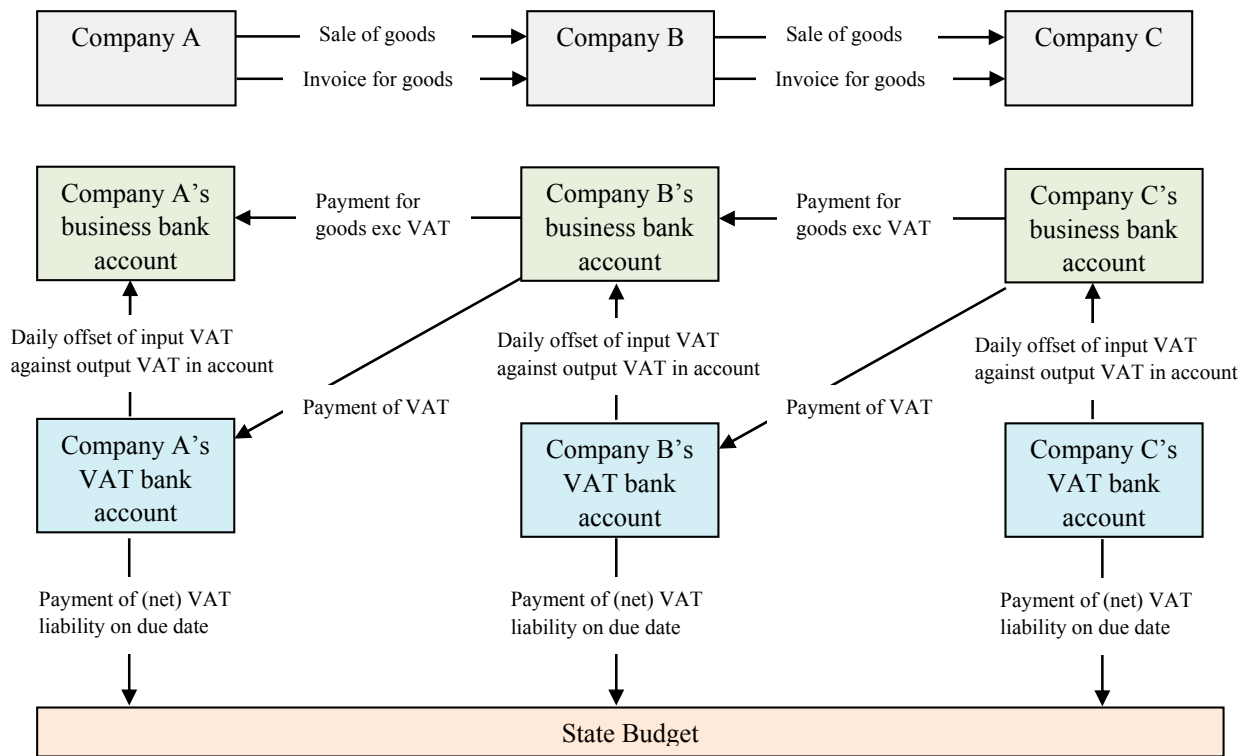 Company A
Sale of goods
Company B
Sale of goods
Company C
Invoice for goods
Invoice for goods
Company A’s
business bank
account
Payment for
goods exc VAT
Company B’s
business bank
account
Payment for
goods exc VAT
Company C’s
business bank
account
Daily offset of input VAT
against output VAT in account
Daily offset of input VAT
against output VAT in account
Daily offset of input VAT
against output VAT in account
Payment of VAT
Payment of VAT
Company A’s
VAT bank
account
Company B’s
VAT bank
account
Company C’s
VAT bank
account
Payment of (net) VAT
liability on due date
Payment of (net) VAT
liability on due date
Payment of (net) VAT
liability on due date
State Budget